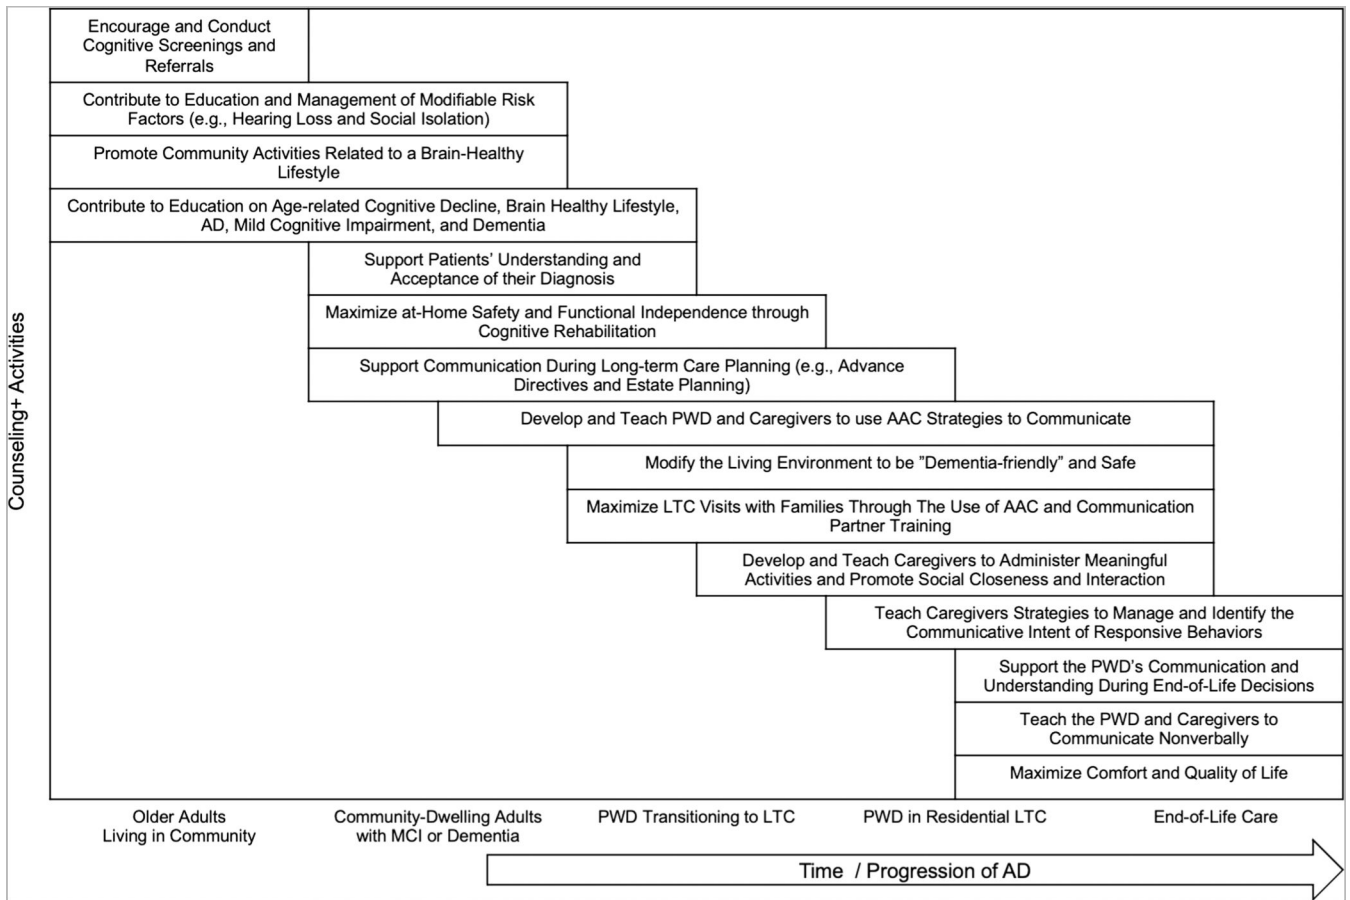 Encourage and Conduct
Cognitive Screenings and
Referrals
Contribute to Education and Management of Modifiable Risk
Factors (e.g., Hearing Loss and Social Isolation)
Promote Community Activities Related to a Brain-Healthy
Lifestyle
Contribute to Education on Age-related Cognitive Decline, Brain Healthy Lifestyle,
AD, Mild Cognitive Impairment, and Dementia
Support Patients’ Understanding and
Acceptance of their Diagnosis
Maximize at-Home Safety and Functional Independence through
Cognitive Rehabilitation
Support Communication During Long-term Care Planning (e.g., Advance
Directives and Estate Planning)
Develop and Teach PWD and Caregivers to use AAC Strategies to Communicate
Modify the Living Environment to be ”Dementia-friendly” and Safe
Maximize LTC Visits with Families Through The Use of AAC and Communication
Partner Training
Develop and Teach Caregivers to Administer Meaningful
Activities and Promote Social Closeness and Interaction
Teach Caregivers Strategies to Manage and Identify the
Communicative Intent of Responsive Behaviors
Support the PWD’s Communication and
Understanding During End-of-Life Decisions
Teach the PWD and Caregivers to
Communicate Nonverbally
Maximize Comfort and Quality of Life
Counseling+ Activities
Older Adults
Living in Community
Community-Dwelling Adults
with MCI or Dementia
PWD Transitioning to LTC
PWD in Residential LTC
End-of-Life Care
Time / Progression of AD